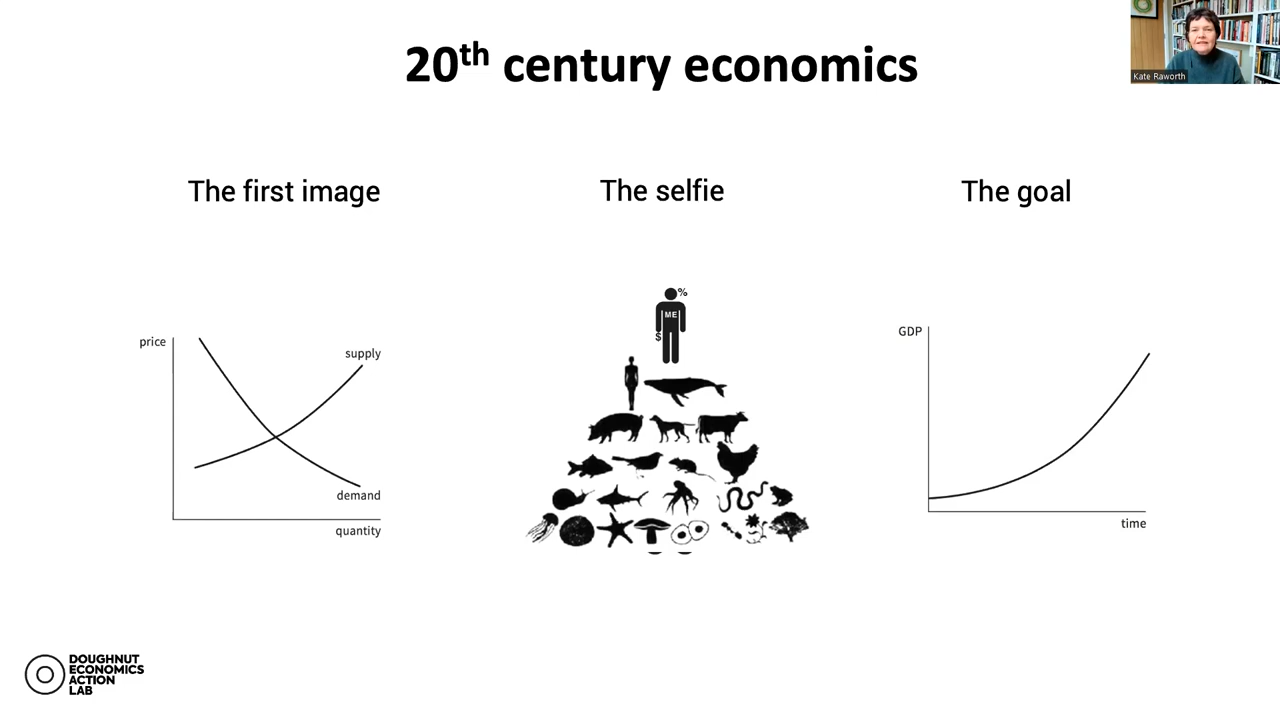 20th century economics
Kate Raworth
The first image
The selfie
The goal
price
supply
demand
quantity
%
ME
$
GDP
time
DOUGHNUT
ECONOMICS
ACTION
LAB